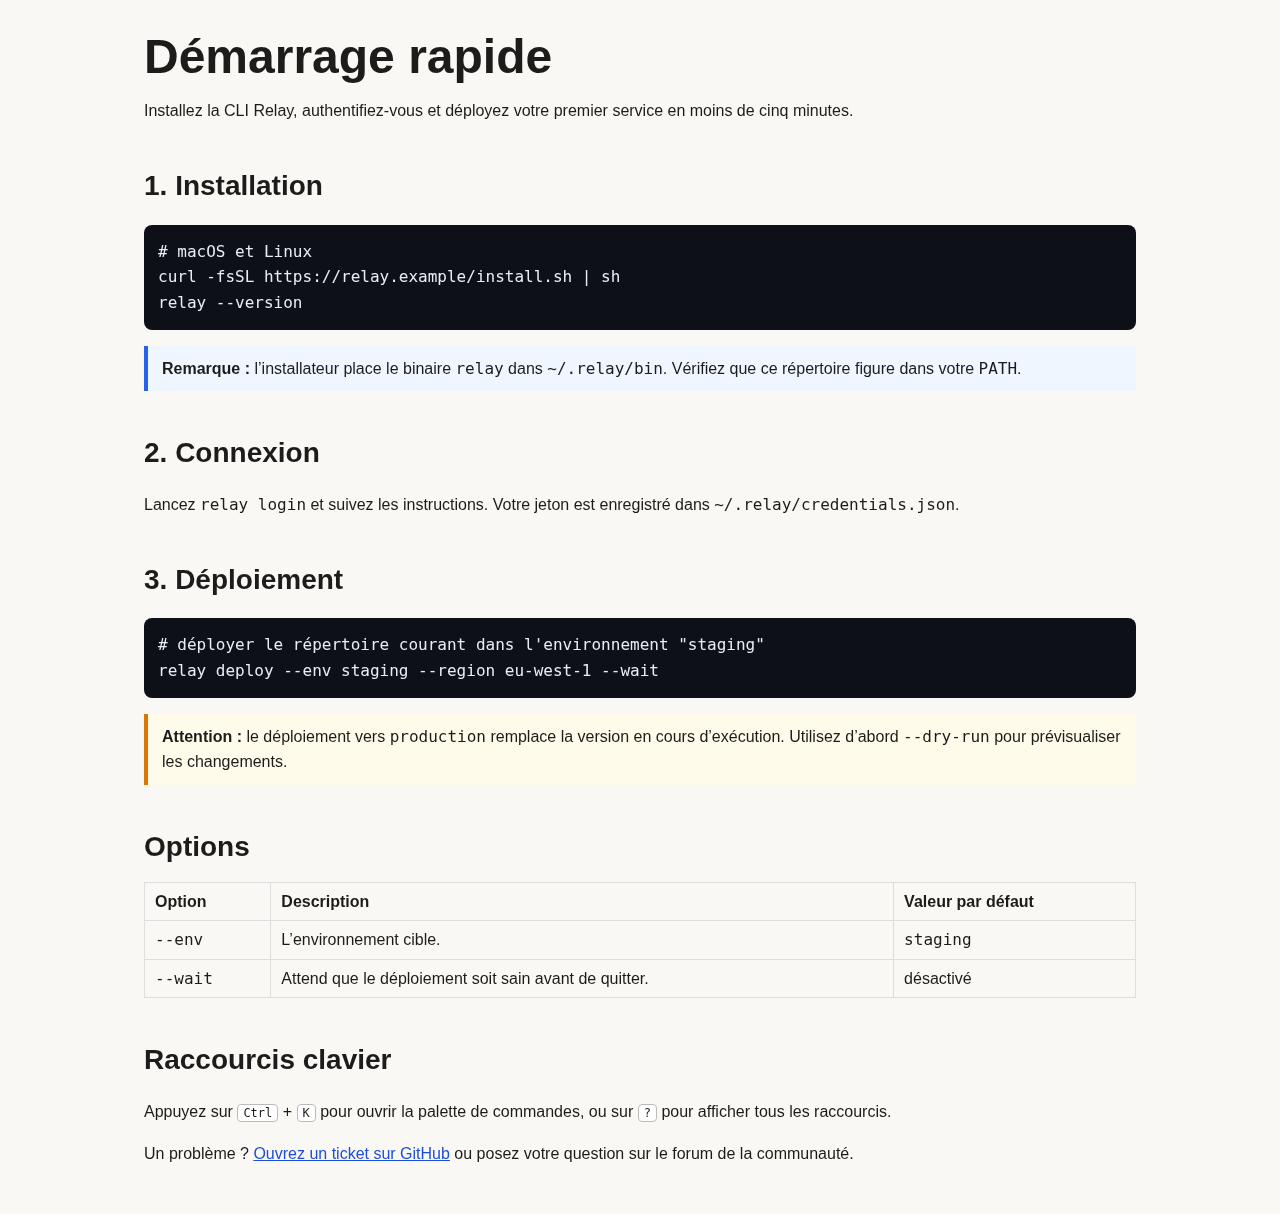 Démarrage rapide
Installez la CLI Relay, authentifiez-vous et déployez votre premier service en moins de cinq minutes.
1. Installation
# macOS et Linux
curl -fsSL https://relay.example/install.sh | sh
relay --version
Remarque : l’installateur place le binaire relay dans ~/.relay/bin. Vérifiez que ce répertoire figure dans votre PATH.
2. Connexion
Lancez relay login et suivez les instructions. Votre jeton est enregistré dans ~/.relay/credentials.json.
3. Déploiement
# déployer le répertoire courant dans l'environnement "staging"
relay deploy --env staging --region eu-west-1 --wait
Attention : le déploiement vers production remplace la version en cours d’exécution. Utilisez d’abord --dry-run pour prévisualiser
les changements.
Options
Option Description Valeur par défaut
--env L’environnement cible. staging
--wait Attend que le déploiement soit sain avant de quitter. désactivé
Raccourcis clavier
Appuyez sur Ctrl + K pour ouvrir la palette de commandes, ou sur ? pour afficher tous les raccourcis.
Un problème ? Ouvrez un ticket sur GitHub ou posez votre question sur le forum de la communauté.